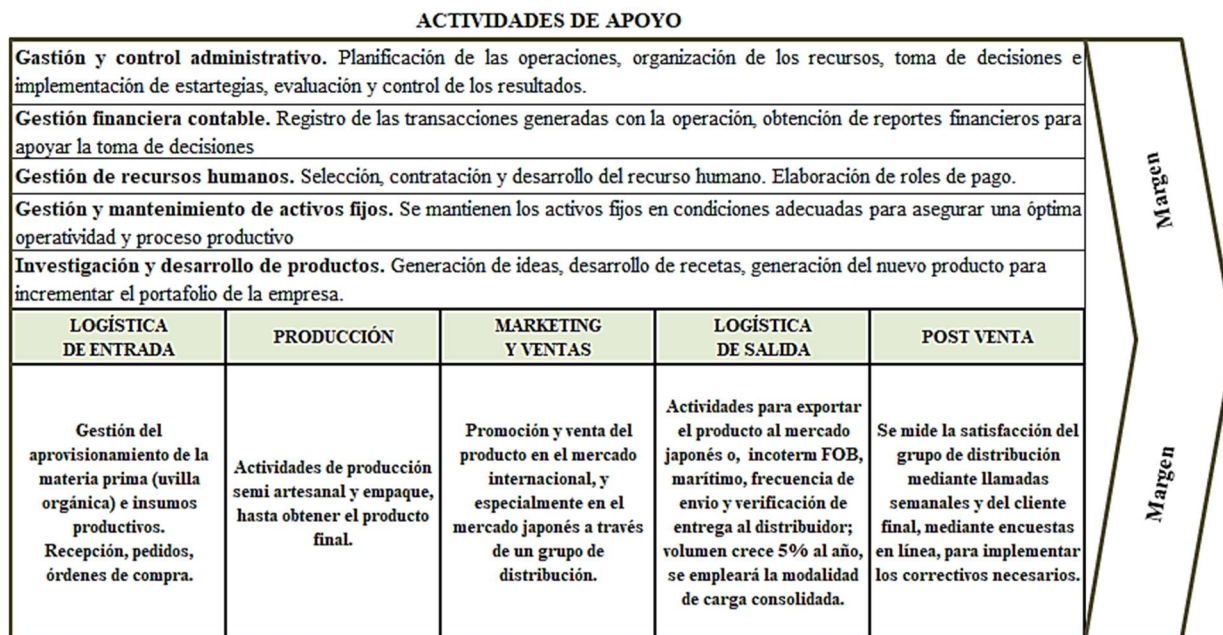 ACTIVIDADES DE APOYO
Gastión y control administrativo. Planificación de las operaciones, organización de los recursos, toma de decisiones e
implementación de estartegias, evaluación y control de los resultados.
Gestión financiera contable. Registro de las transacciones generadas con la operación, obtención de reportes financieros para
apoyar la toma de decisiones
Gestión de recursos humanos. Selección, contratación y desarrollo del recurso humano. Elaboración de roles de pago.
Gestión y mantenimiento de activos fijos. Se mantienen los activos fijos en condiciones adecuadas para asegurar una óptima
operatividad y proceso productivo
Investigación y desarrollo de productos. Generación de ideas, desarrollo de recetas, generación del nuevo producto para
incrementar el portafolio de la empresa.
Margen
LOGÍSTICA
DE ENTRADA
PRODUCCIÓN
MARKETING
Y VENTAS
LOGÍSTICA
DE SALIDA
POST VENTA
Gestión del
aprovisionamiento de la
materia prima (uvilla
orgánica) e insumos
productivos.
Recepción, pedidos,
órdenes de compra.
Actividades de producción
semi artesanal y empaque,
hasta obtener el producto
final.
Promoción y venta del
producto en el mercado
internacional, y
especialmente en el
mercado japonés a través
de un grupo de
distribución.
Actividades para exportar
el producto al mercado
japonés o, incoterm FOB,
marítimo, frecuencia de
envio y verificación de
entrega al distribuidor;
volumen crece 5% al año,
se empleará la modalidad
de carga consolidada.
Se mide la satisfacción del
grupo de distribución
mediante llamadas
semanales y del cliente
final, mediante encuestas
en línea, para implementar
los correctivos necesarios.
Margen